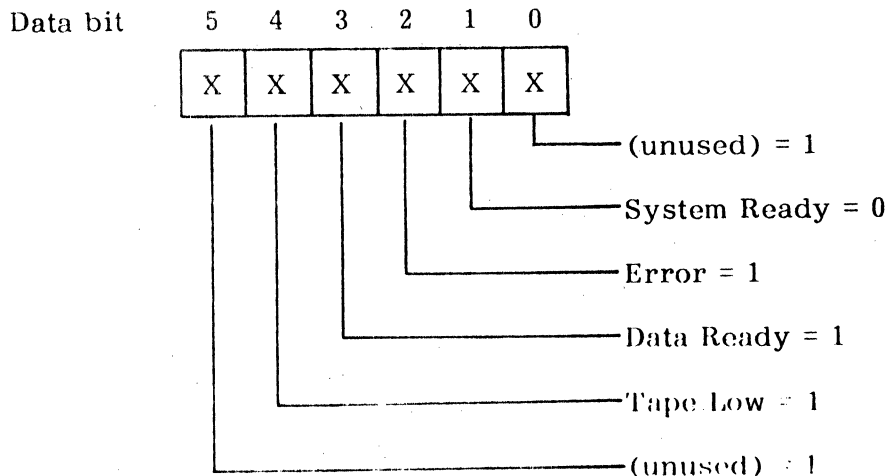 Data bit 5 4 3 2 1 0
X X X X X X
(unused) = 1
System Ready = 0
Error = 1
Data Ready = 1
Tape Low = 1
(unused) = 1